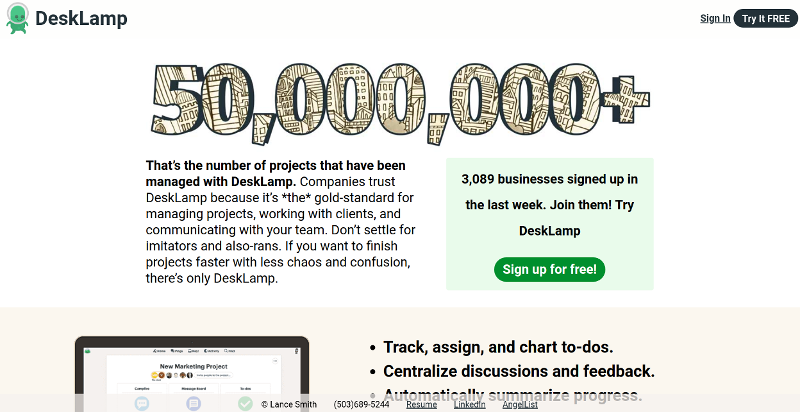 DeskLamp
Sign In
Try It FREE
50,000,000+
That’s the number of projects that have been
managed with DeskLamp. Companies trust
DeskLamp because it’s *the* gold-standard for
managing projects, working with clients, and
communicating with your team. Don’t settle for
imitators and also-rans. If you want to finish
projects faster with less chaos and confusion,
there’s only DeskLamp.
3,089 businesses signed up in
the last week. Join them! Try
DeskLamp
Sign up for free!
New Marketing Project
Campfire
Message Board
To-dos
Track, assign, and chart to-dos.
Centralize discussions and feedback.
Automatically summarize progress.
© Lance Smith
(503)689-5244
Resume
LinkedIn
AngelList